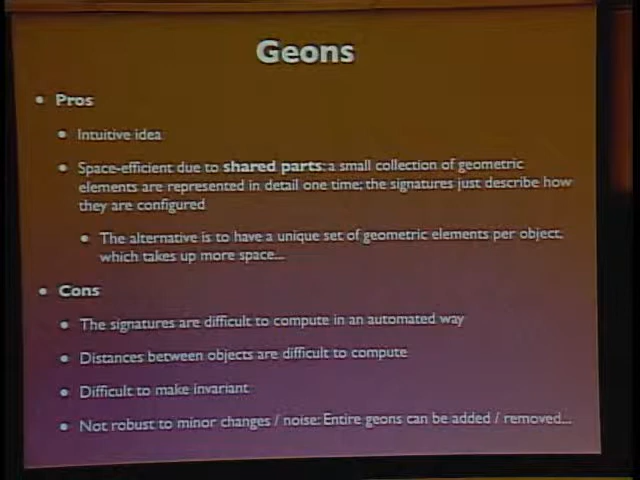 Geons
• Pros
• Intuitive idea
• Space-efficient due to shared parts: a small collection of geometric
elements are represented in detail one time; the signatures just describe how
they are configured
• The alternative is to have a unique set of geometric elements per object,
which takes up more space...
• Cons
• The signatures are difficult to compute in an automated way
• Distances between objects are difficult to compute
• Difficult to make invariant
• Not robust to minor changes / noise: Entire geons can be added / removed...